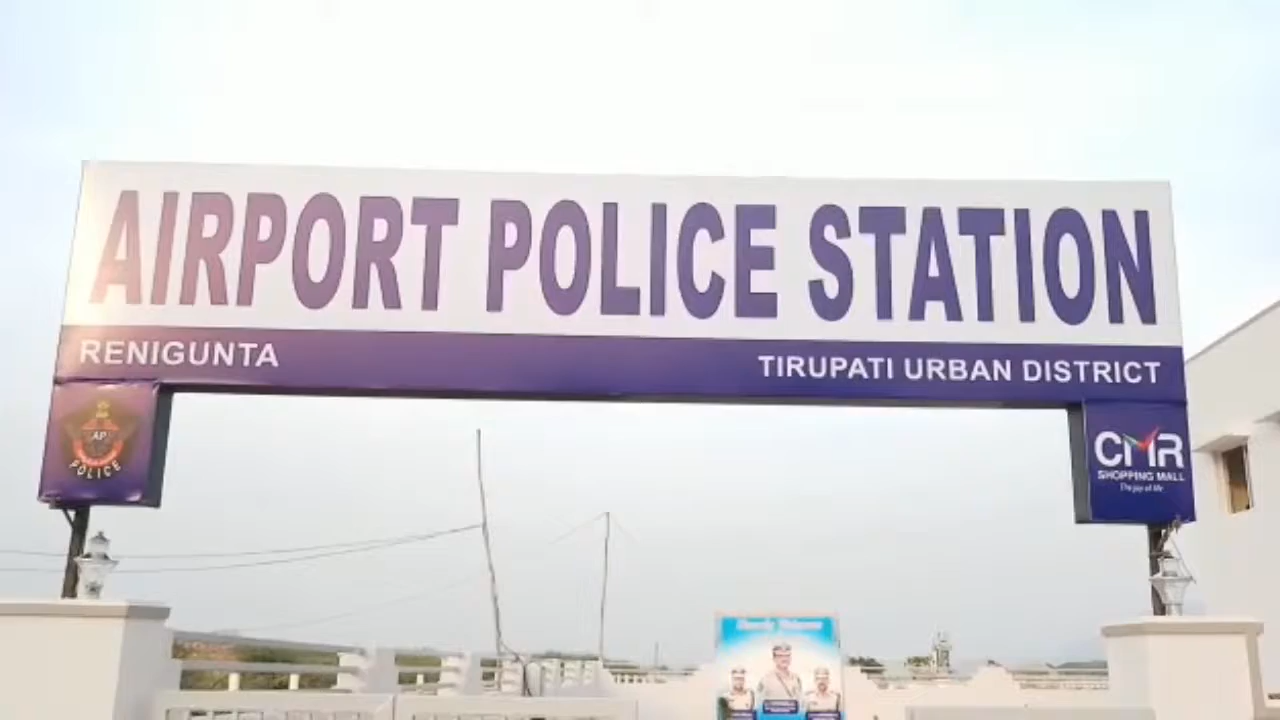 AIRPORT POLICE STATION
RENIGUNTA
TIRUPATI URBAN DISTRICT
AP
POLICE
CMR
SHOPPING MALL
The joy of life